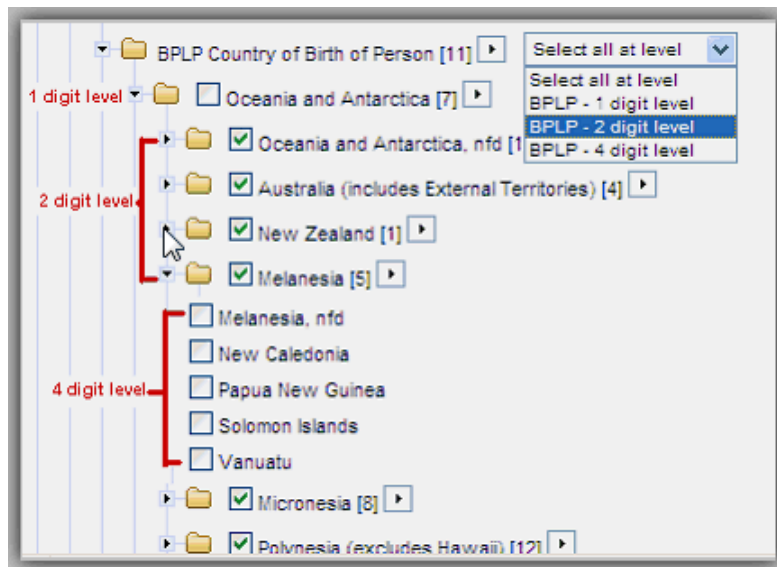 BPLP Country of Birth of Person [11]
Select all at level
Select all at level
BPLP - 1 digit level
BPLP - 2 digit level
BPLP - 4 digit level
1 digit level
Oceania and Antarctica [7]
Oceania and Antarctica, nfd [1
Australia (includes External Territories) [4]
2 digit level
New Zealand [1]
Melanesia [5]
Melanesia, nfd
New Caledonia
4 digit level
Papua New Guinea
Solomon Islands
Vanuatu
Micronesia [8]
Polynesia (excludes Hawaii) [12]